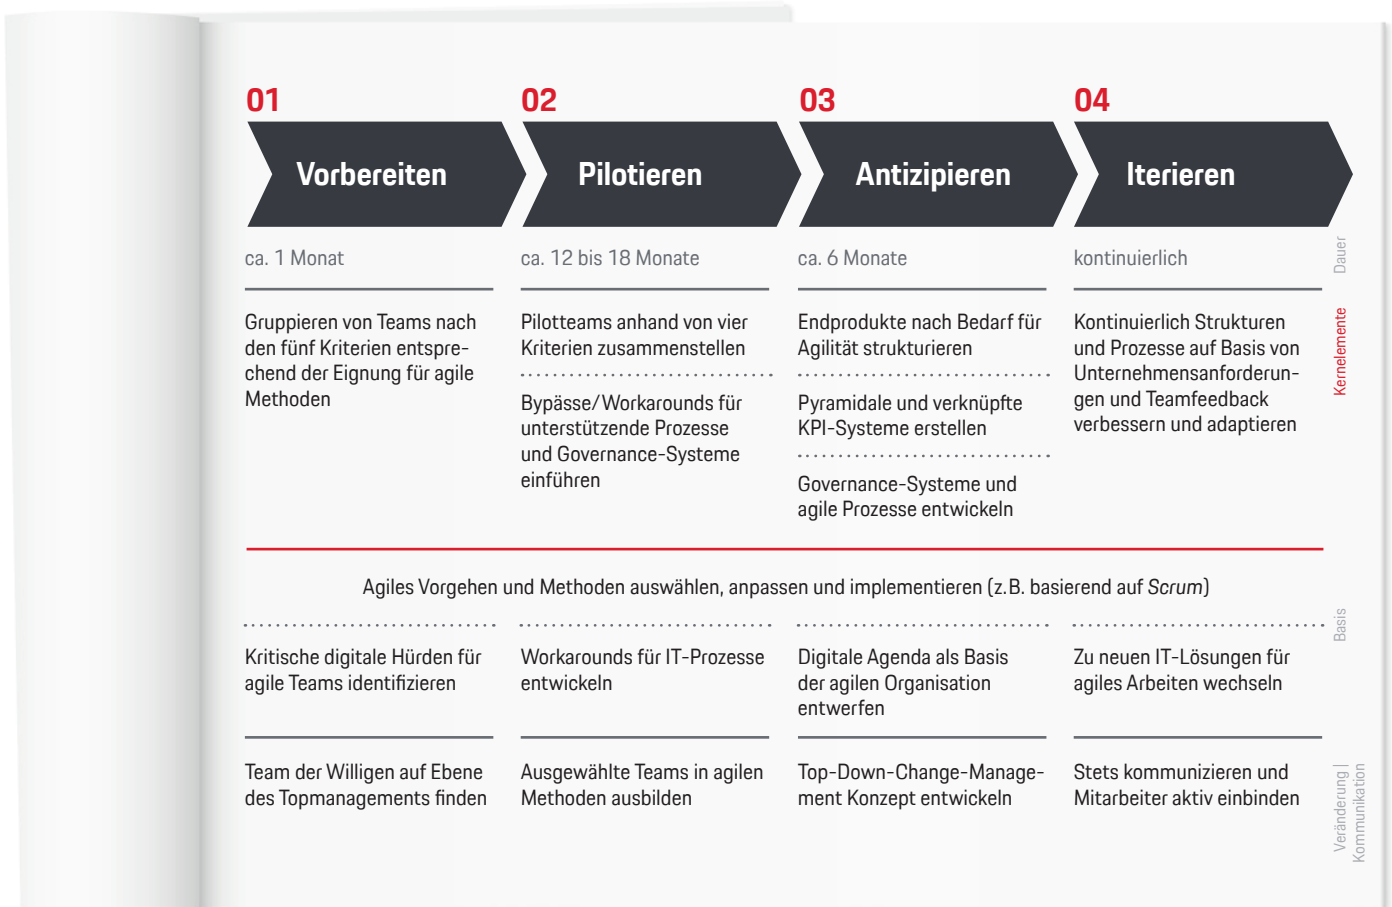 01
Vorbereiten
02
Pilotieren
03
Antizipieren
04
Iterieren
ca. 1 Monat
ca. 12 bis 18 Monate
ca. 6 Monate
kontinuierlich
Dauer
Gruppieren von Teams nach
den fünf Kriterien entspre-
chend der Eignung für agile
Methoden
Pilotteams anhand von vier
Kriterien zusammenstellen
Bypässe/Workarounds für
unterstützende Prozesse
und Governance-Systeme
einführen
Endprodukte nach Bedarf für
Agilität strukturieren
Pyramidale und verknüpfte
KPI-Systeme erstellen
Governance-Systeme und
agile Prozesse entwickeln
Kontinuierlich Strukturen
und Prozesse auf Basis von
Unternehmensanforderun-
gen und Teamfeedback
verbessern und adaptieren
Kernelemente
Agiles Vorgehen und Methoden auswählen, anpassen und implementieren (z.B. basierend auf Scrum)
Kritische digitale Hürden für
agile Teams identifizieren
Workarounds für IT-Prozesse
entwickeln
Digitale Agenda als Basis
der agilen Organisation
entwerfen
Zu neuen IT-Lösungen für
agiles Arbeiten wechseln
Basis
Team der Willigen auf Ebene
des Topmanagements finden
Ausgewählte Teams in agilen
Methoden ausbilden
Top-Down-Change-Manage-
ment Konzept entwickeln
Stets kommunizieren und
Mitarbeiter aktiv einbinden
Veränderung |
Kommunikation